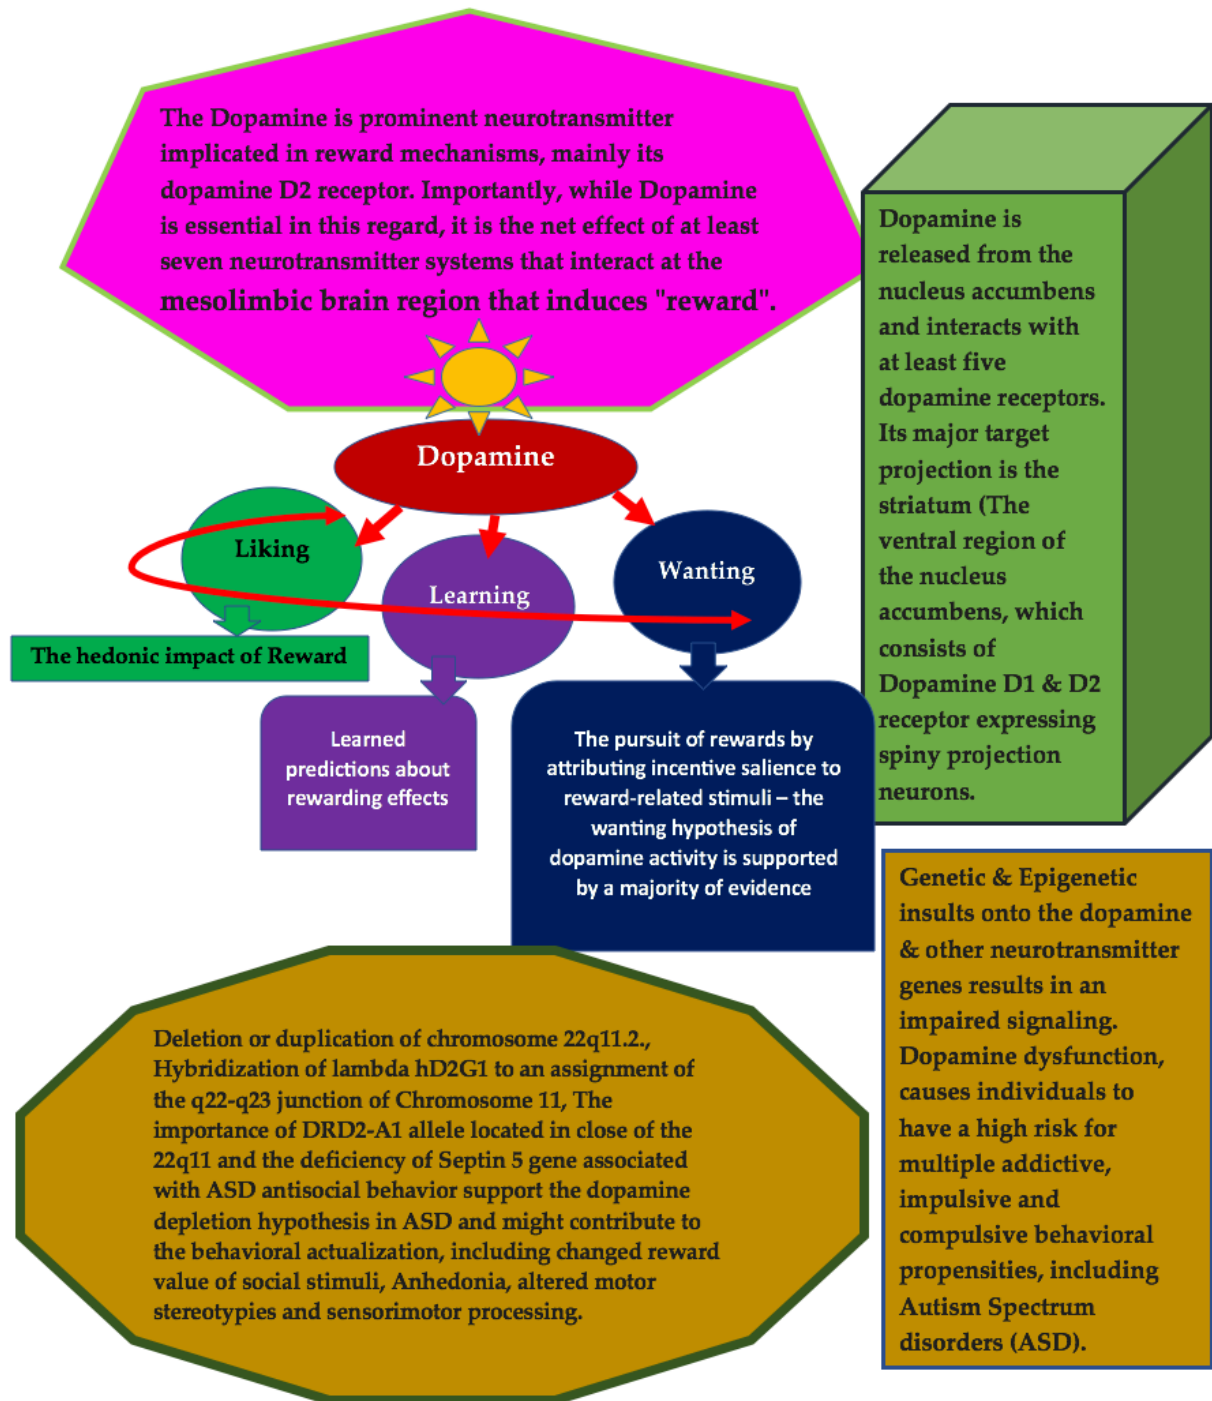 The Dopamine is prominent neurotransmitter
implicated in reward mechanisms, mainly its
dopamine D2 receptor. Importantly, while Dopamine
is essential in this regard, it is the net effect of at least
seven neurotransmitter systems that interact at the
mesolimbic brain region that induces "reward".
Dopamine
Liking
Learning
Wanting
The hedonic impact of Reward
Learned
predictions about
rewarding effects
The pursuit of rewards by
attributing incentive salience to
reward-related stimuli – the
wanting hypothesis of
dopamine activity is supported
by a majority of evidence
Dopamine is
released from the
nucleus accumbens
and interacts with
at least five
dopamine receptors.
Its major target
projection is the
striatum (The
ventral region of
the nucleus
accumbens, which
consists of
Dopamine D1 & D2
receptor expressing
spiny projection
neurons.
Genetic & Epigenetic
insults onto the dopamine
& other neurotransmitter
genes results in an
impaired signaling.
Dopamine dysfunction,
causes individuals to
have a high risk for
multiple addictive,
impulsive and
compulsive behavioral
propensities, including
Autism Spectrum
disorders (ASD).
Deletion or duplication of chromosome 22q11.2.,
Hybridization of lambda hD2G1 to an assignment of
the q22-q23 junction of Chromosome 11, The
importance of DRD2-A1 allele located in close of the
22q11 and the deficiency of Septin 5 gene associated
with ASD antisocial behavior support the dopamine
depletion hypothesis in ASD and might contribute to
the behavioral actualization, including changed reward
value of social stimuli, Anhedonia, altered motor
stereotypies and sensorimotor processing.